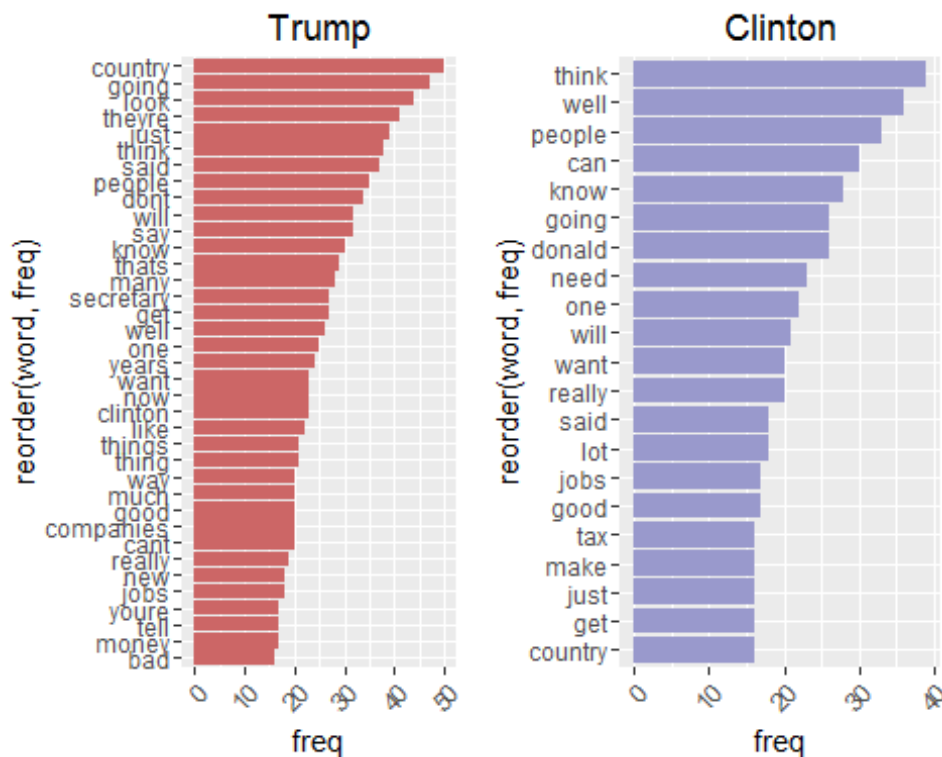 Trump
reorder(word, freq)
country
going
look
theyre
just
think
said
people
dont
will
say
know
thats
many
secretary
get
well
one
years
want
now
clinton
like
things
thing
way
much
good
companies
cant
really
new
jobs
youre
tell
money
bad
0 10 20 30 40 50
freq
Clinton
reorder(word, freq)
think
well
people
can
know
going
donald
need
one
will
want
really
said
lot
jobs
good
tax
make
just
get
country
0 10 20 30 40
freq